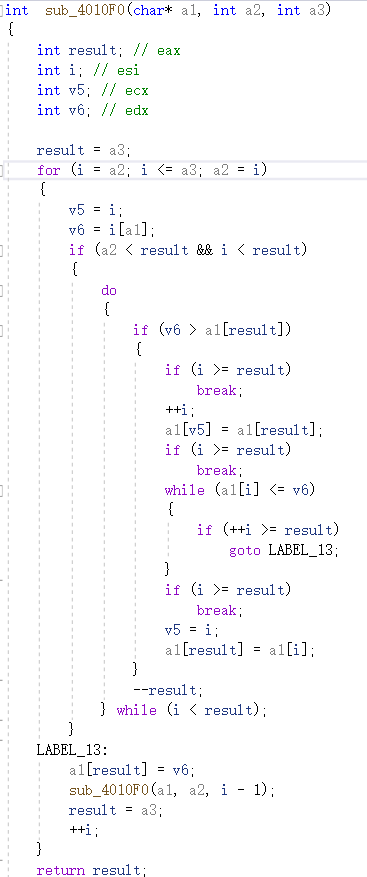 int  sub_4010F0(char* a1, int a2, int a3)
{
    int result; // eax
    int i; // esi
    int v5; // ecx
    int v6; // edx

    result = a3;
    for (i = a2; i <= a3; a2 = i)
    {
        v5 = i;
        v6 = i[a1];
        if (a2 < result && i < result)
        {
            do
            {
                if (v6 > a1[result])
                {
                    if (i >= result)
                        break;
                    ++i;
                    a1[v5] = a1[result];
                    if (i >= result)
                        break;
                    while (a1[i] <= v6)
                    {
                        if (++i >= result)
                            goto LABEL_13;
                    }
                    if (i >= result)
                        break;
                    v5 = i;
                    a1[result] = a1[i];
                }
                --result;
            } while (i < result);
        }
    LABEL_13:
        a1[result] = v6;
        sub_4010F0(a1, a2, i - 1);
        result = a3;
        ++i;
    }
    return result;